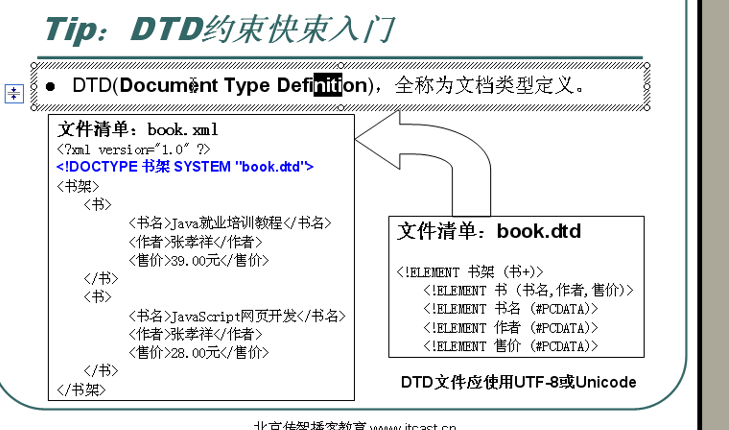 Tip：DTD约束快束入门
● DTD(Document Type Definition)，全称为文档类型定义。
文件清单：book.xml
<?xml version="1.0" ?>
<!DOCTYPE 书架 SYSTEM "book.dtd">
<书架>
<书>
<书名>Java就业培训教程</书名>
<作者>张孝祥</作者>
<售价>39.00元</售价>
</书>
<书>
<书名>JavaScript网页开发</书名>
<作者>张孝祥</作者>
<售价>28.00元</售价>
</书>
</书架>
文件清单：book.dtd
<!ELEMENT 书架 (书+)>
<!ELEMENT 书 (书名,作者,售价)>
<!ELEMENT 书名 (#PCDATA)>
<!ELEMENT 作者 (#PCDATA)>
<!ELEMENT 售价 (#PCDATA)>
DTD文件应使用UTF-8或Unicode
北京传智播客教育 www.itcast.cn